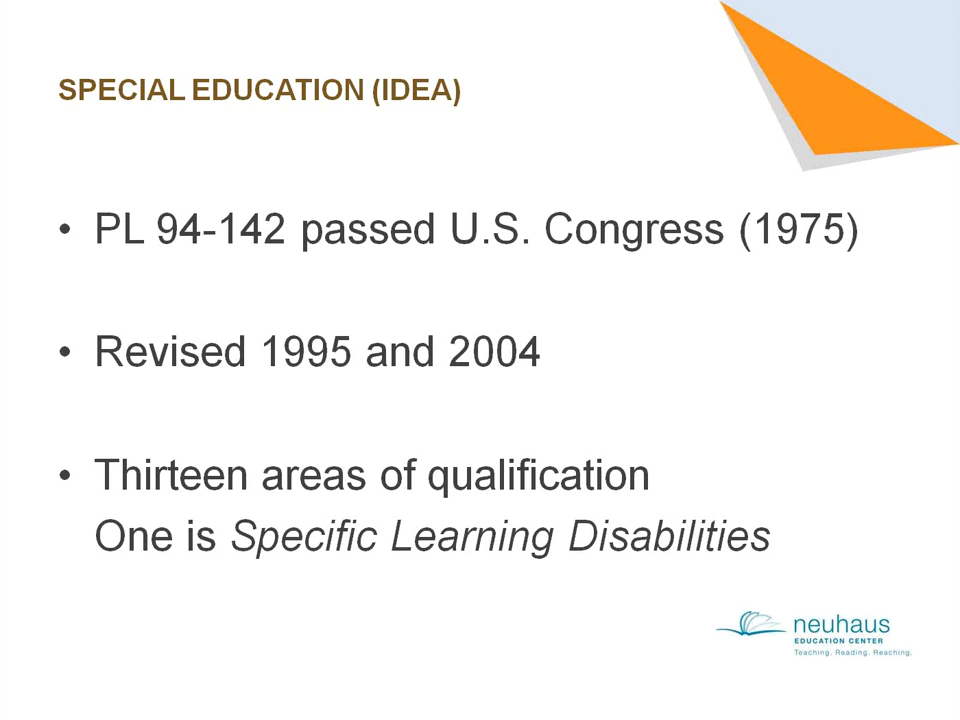 SPECIAL EDUCATION (IDEA)
• PL 94-142 passed U.S. Congress (1975)
• Revised 1995 and 2004
• Thirteen areas of qualification
One is Specific Learning Disabilities
neuhaus
EDUCATION CENTER
Teaching. Reading. Reaching.